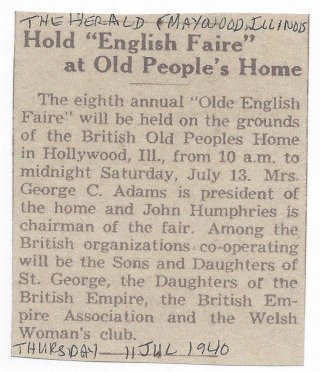 THE HERALD (MAYWOOD, ILLINOIS
Hold "English Faire"
at Old People's Home
The eighth annual "Olde English
Faire" will be held on the grounds
of the British Old Peoples Home
in Hollywood, Ill., from 10 a.m. to
midnight Saturday, July 13. Mrs.
George C. Adams is president of
the home and John Humphries is
chairman of the fair. Among the
British organizations co-operating
will be the Sons and Daughters of
St. George, the Daughters of the
British Empire, the British Em-
pire Association and the Welsh
Woman's club.
THURSDAY — 11 JUL 1940